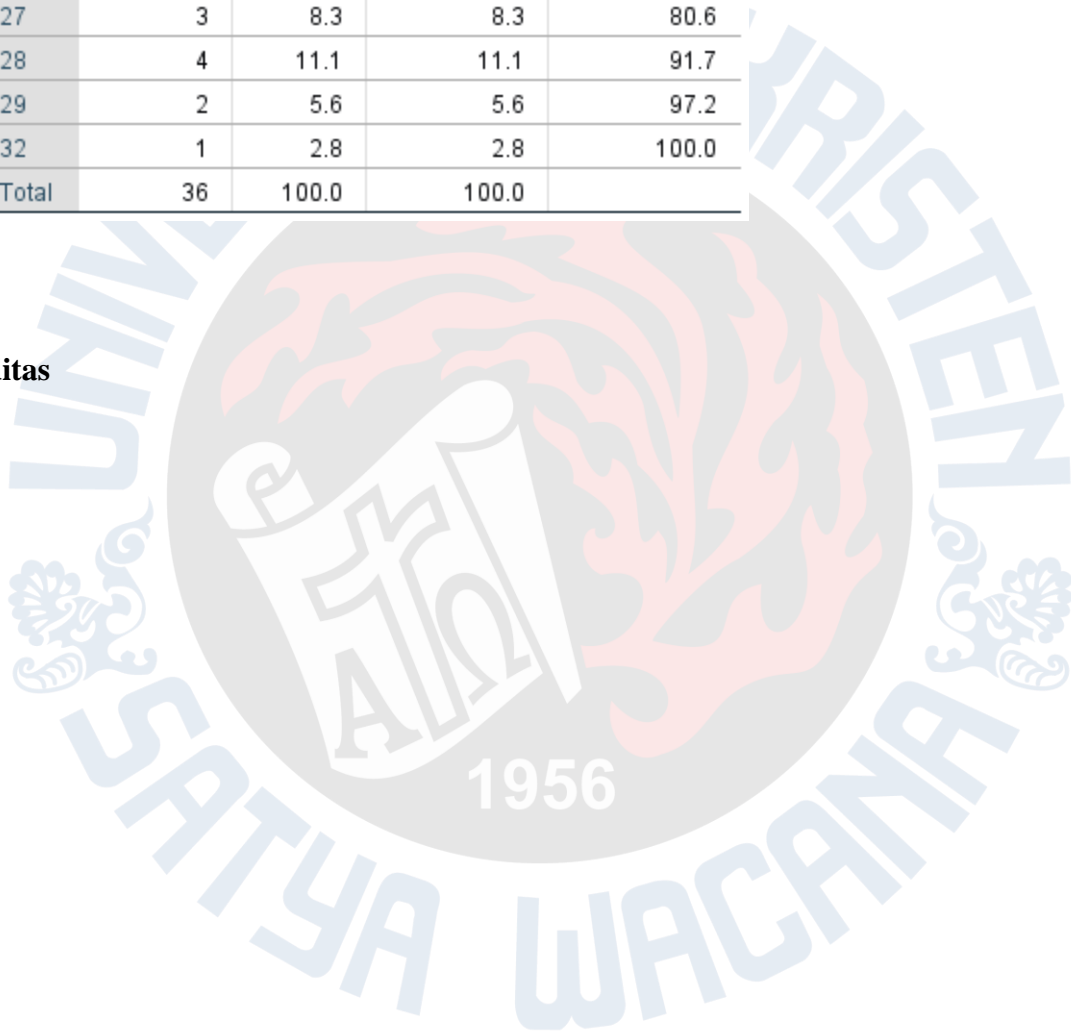 27 3 8.3 8.3 80.6
28 4 11.1 11.1 91.7
29 2 5.6 5.6 97.2
32 1 2.8 2.8 100.0
Total 36 100.0 100.0
itas
ΑΩ
1956
SATYA WACANA